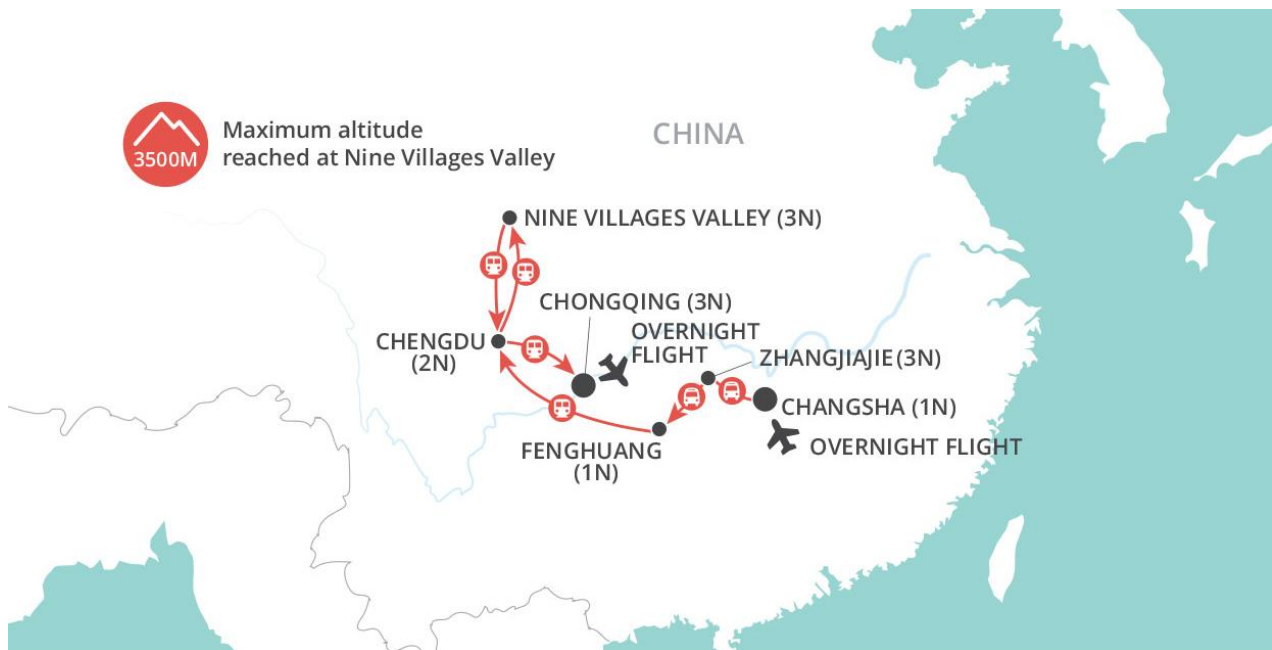 CHINA
Maximum altitude
reached at Nine Villages Valley
3500M
NINE VILLAGES VALLEY (3N)
CHONGQING (3N)
OVERNIGHT
FLIGHT
CHENGDU
(2N)
ZHANGJIAJIE (3N)
CHANGSHA (1N)
FENGHUANG
(1N)
OVERNIGHT FLIGHT